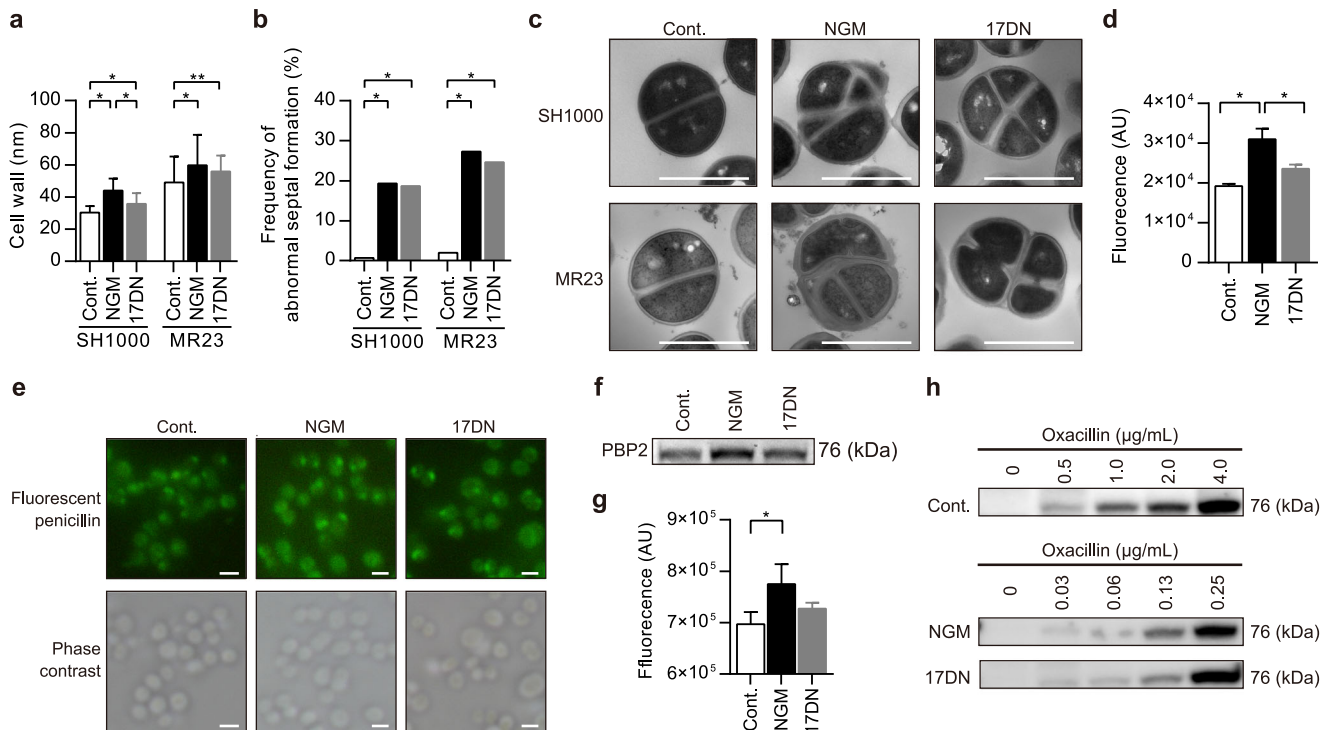 a
Cell wall (nm)
100
80
60
40
20
0
* * *
* **
Cont. NGM 17DN Cont. NGM 17DN
SH1000 MR23
b
Frequency of
abnormal septal formation (%)
40
30
20
10
0
* *
* *
Cont. NGM 17DN Cont. NGM 17DN
SH1000 MR23
c
Cont. NGM 17DN
SH1000
MR23
d
Fluorecence (AU)
4×10⁴
3×10⁴
2×10⁴
1×10⁴
0×10⁴
* *
Cont. NGM 17DN
e
Cont. NGM 17DN
Fluorescent
penicillin
Phase
contrast
f
Cont. NGM 17DN
PBP2 76 (kDa)
g
Ffluorecence (AU)
9×10⁵
8×10⁵
7×10⁵
6×10⁵
*
Cont. NGM 17DN
h
Oxacillin (µg/mL)
0 0.5 1.0 2.0 4.0
Cont. 76 (kDa)
Oxacillin (µg/mL)
0 0.03 0.06 0.13 0.25
NGM 76 (kDa)
17DN 76 (kDa)